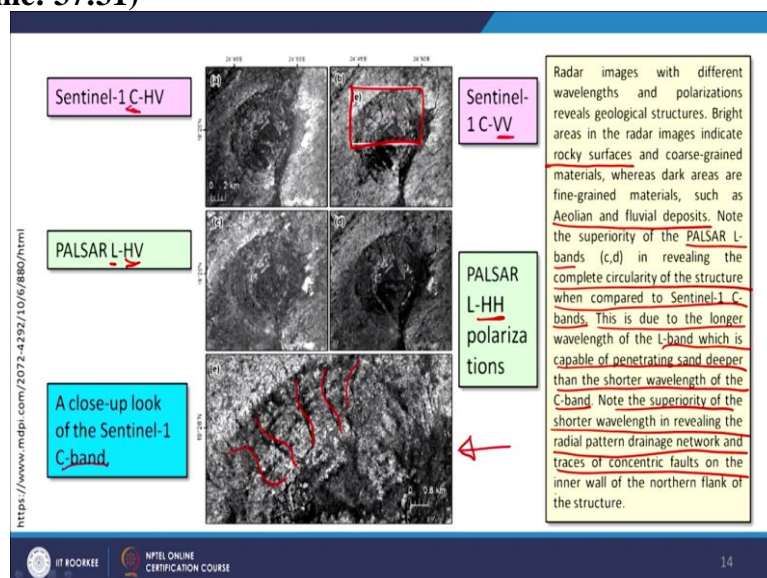 Sentinel-1 C-HV
PALSAR L-HV
A close-up look
of the Sentinel-1
C-band,
https://www.mdpi.com/2072-4292/10/6/880/html
(a)
(b)
(e)
2 km
(c)
(d)
(e)
0.8 km
Sentinel-
1 C-VV
PALSAR
L-HH
polariza
tions
Radar images with different
wavelengths and polarizations
reveals geological structures. Bright
areas in the radar images indicate
rocky surfaces and coarse-grained
materials, whereas dark areas are
fine-grained materials, such as
Aeolian and fluvial deposits. Note
the superiority of the PALSAR L-
bands (c,d) in revealing the
complete circularity of the structure
when compared to Sentinel-1 C-
bands. This is due to the longer
wavelength of the L-band which is
capable of penetrating sand deeper
than the shorter wavelength of the
C-band. Note the superiority of the
shorter wavelength in revealing the
radial pattern drainage network and
traces of concentric faults on the
inner wall of the northern flank of
the structure.
IIT ROORKEE
NPTEL ONLINE
CERTIFICATION COURSE
14